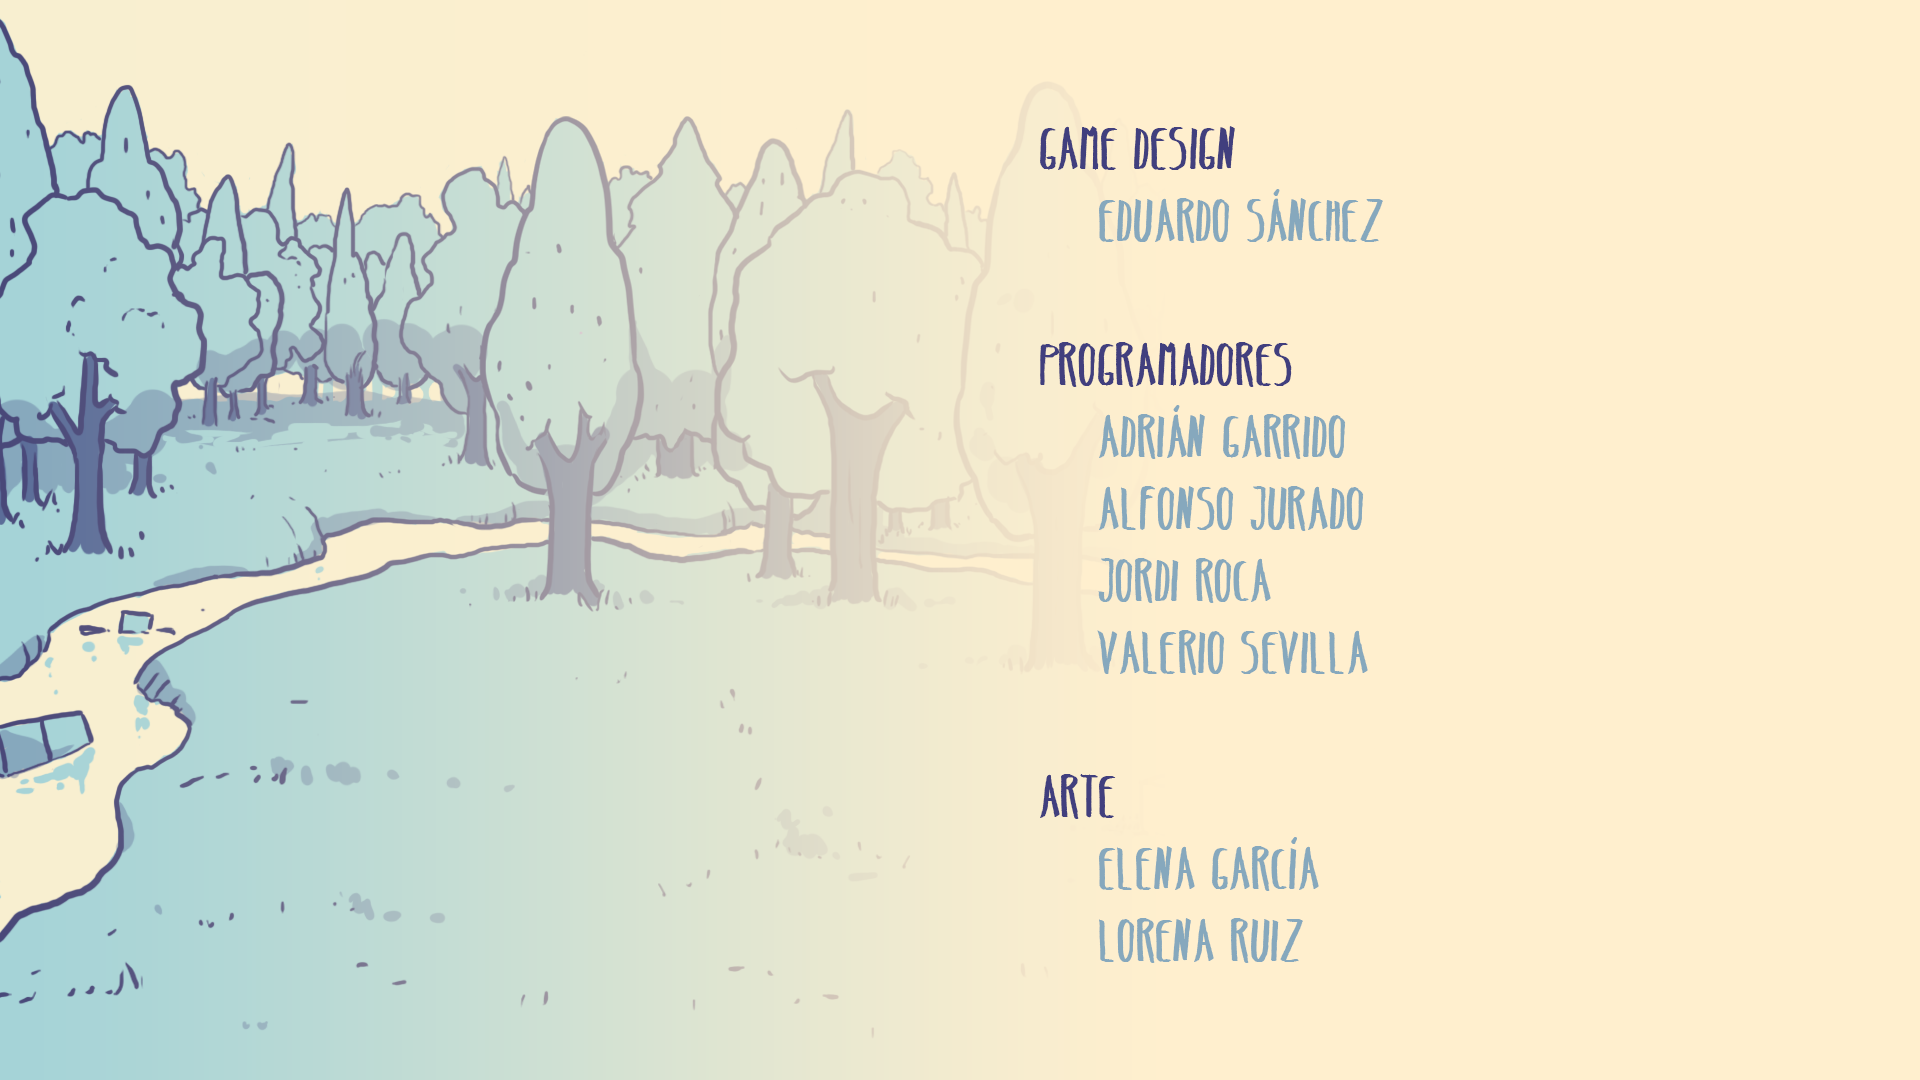 GAME DESIGN
EDUARDO SÁNCHEZ
PROGRAMADORES
ADRIÁN GARRIDO
ALFONSO JURADO
JORDI ROCA
VALERIO SEVILLA
ARTE
ELENA GARCÍA
LORENA RUIZ